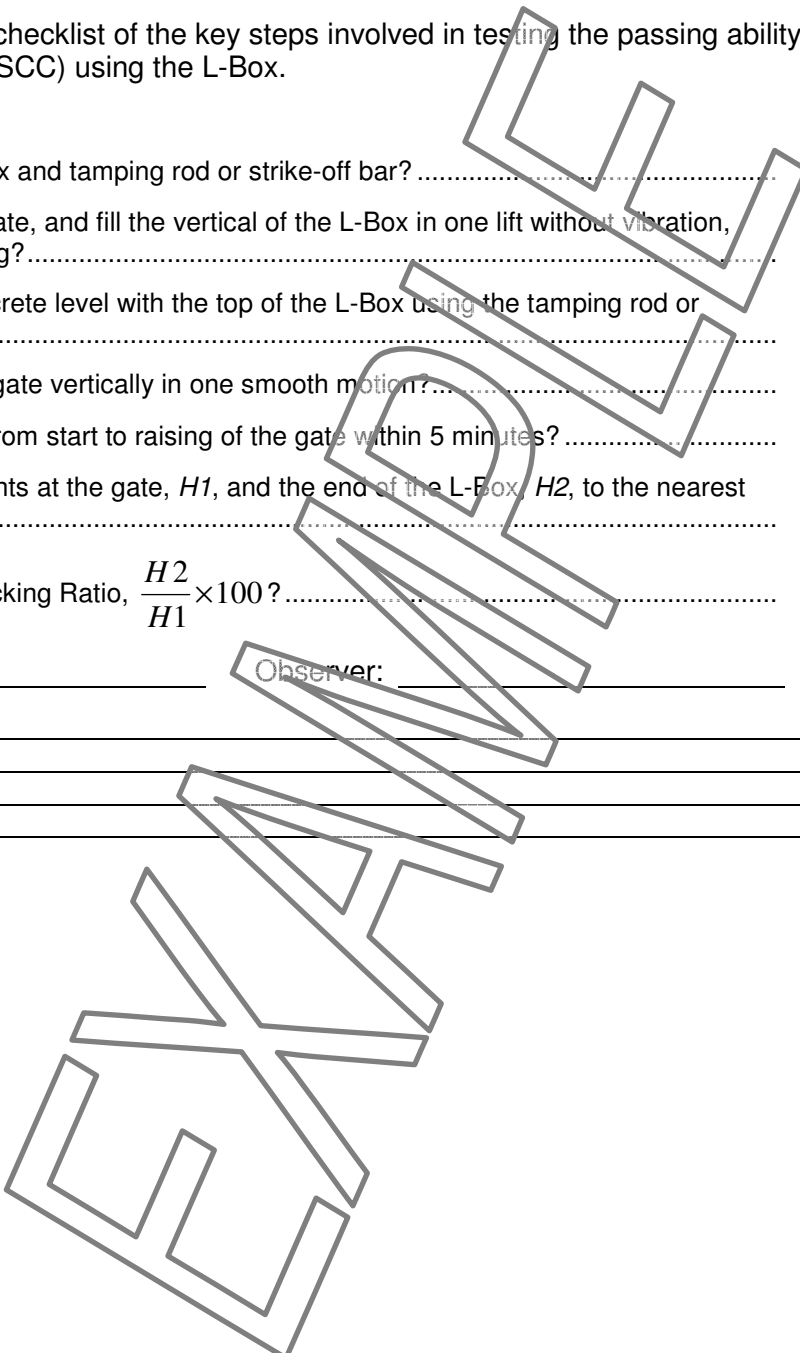 checklist of the key steps involved in testing the passing ability
SCC) using the L-Box.
x and tamping rod or strike-off bar?................................................
ate, and fill the vertical of the L-Box in one lift without vibration,
g?......................................................................................................
crete level with the top of the L-Box using the tamping rod or
.........................................................................................................
gate vertically in one smooth motion?..............................................
rom start to raising of the gate within 5 minutes?............................
nts at the gate, H1, and the end of the L-Box, H2, to the nearest
.........................................................................................................
cking Ratio, H2/H1 ×100?..................................................................
Observer:
EXAMPLE